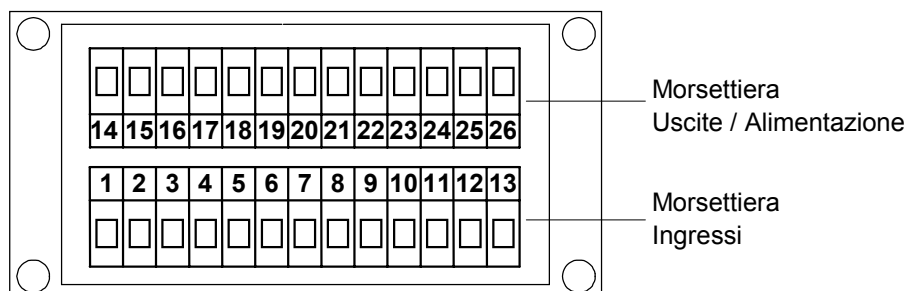 14 15 16 17 18 19 20 21 22 23 24 25 26
Morsettiera
Uscite / Alimentazione
1 2 3 4 5 6 7 8 9 10 11 12 13
Morsettiera
Ingressi